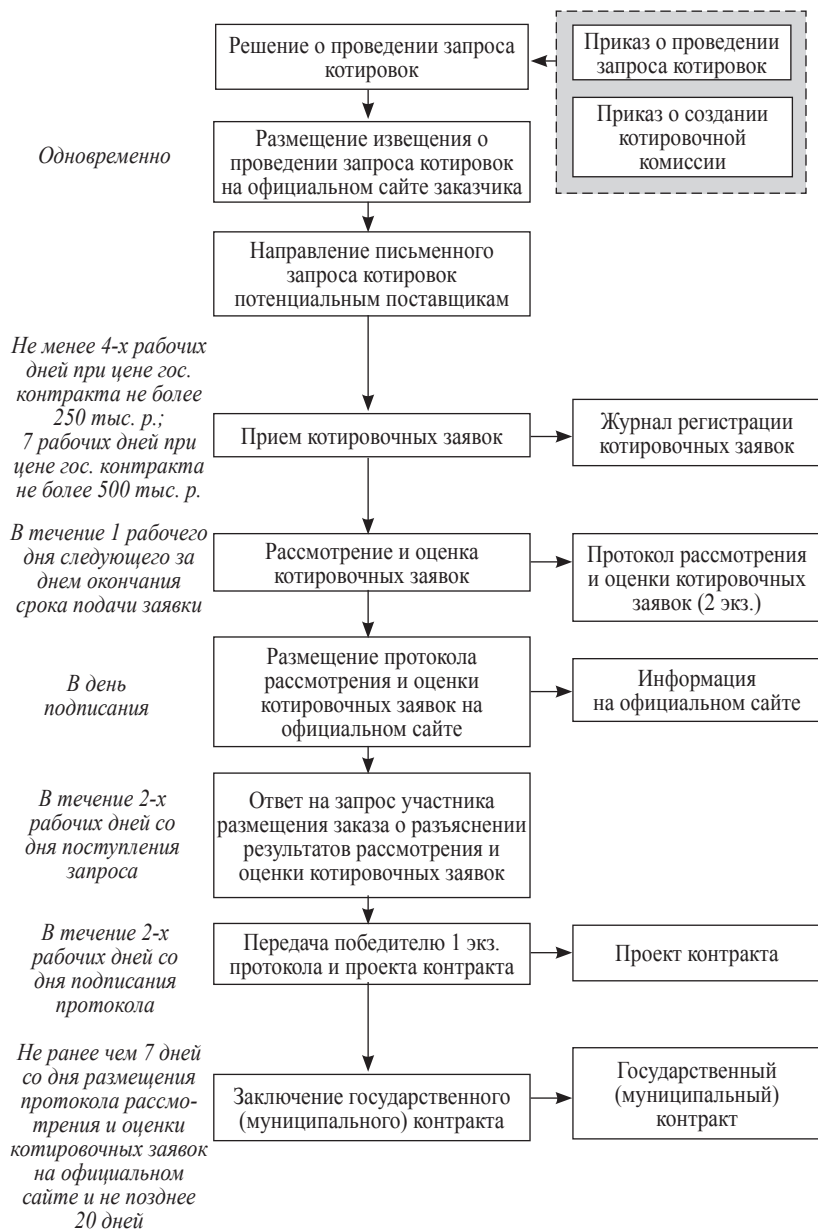 Решение о проведении запроса
котировок
Приказ о проведении
запроса котировок
Приказ о создании
котировочной
комиссии
Одновременно
Размещение извещения о
проведении запроса котировок
на официальном сайте заказчика
Направление письменного
запроса котировок
потенциальным поставщикам
Не менее 4-х рабочих
дней при цене гос.
контракта не более
250 тыс. р.;
7 рабочих дней при
цене гос. контракта
не более 500 тыс. р.
Прием котировочных заявок
Журнал регистрации
котировочных заявок
В течение 1 рабочего
дня следующего за
днем окончания
срока подачи заявки
Рассмотрение и оценка
котировочных заявок
Протокол рассмотрения
и оценки котировочных
заявок (2 экз.)
В день
подписания
Размещение протокола
рассмотрения и оценки
котировочных заявок на
официальном сайте
Информация
на официальном сайте
В течение 2-х
рабочих дней со
дня поступления
запроса
Ответ на запрос участника
размещения заказа о разъяснении
результатов рассмотрения и
оценки котировочных заявок
В течение 2-х
рабочих дней со
дня подписания
протокола
Передача победителю 1 экз.
протокола и проекта контракта
Проект контракта
Не ранее чем 7 дней
со дня размещения
протокола рассмо-
трения и оценки
котировочных заявок
на официальном
сайте и не позднее
20 дней
Заключение государственного
(муниципального) контракта
Государственный
(муниципальный)
контракт